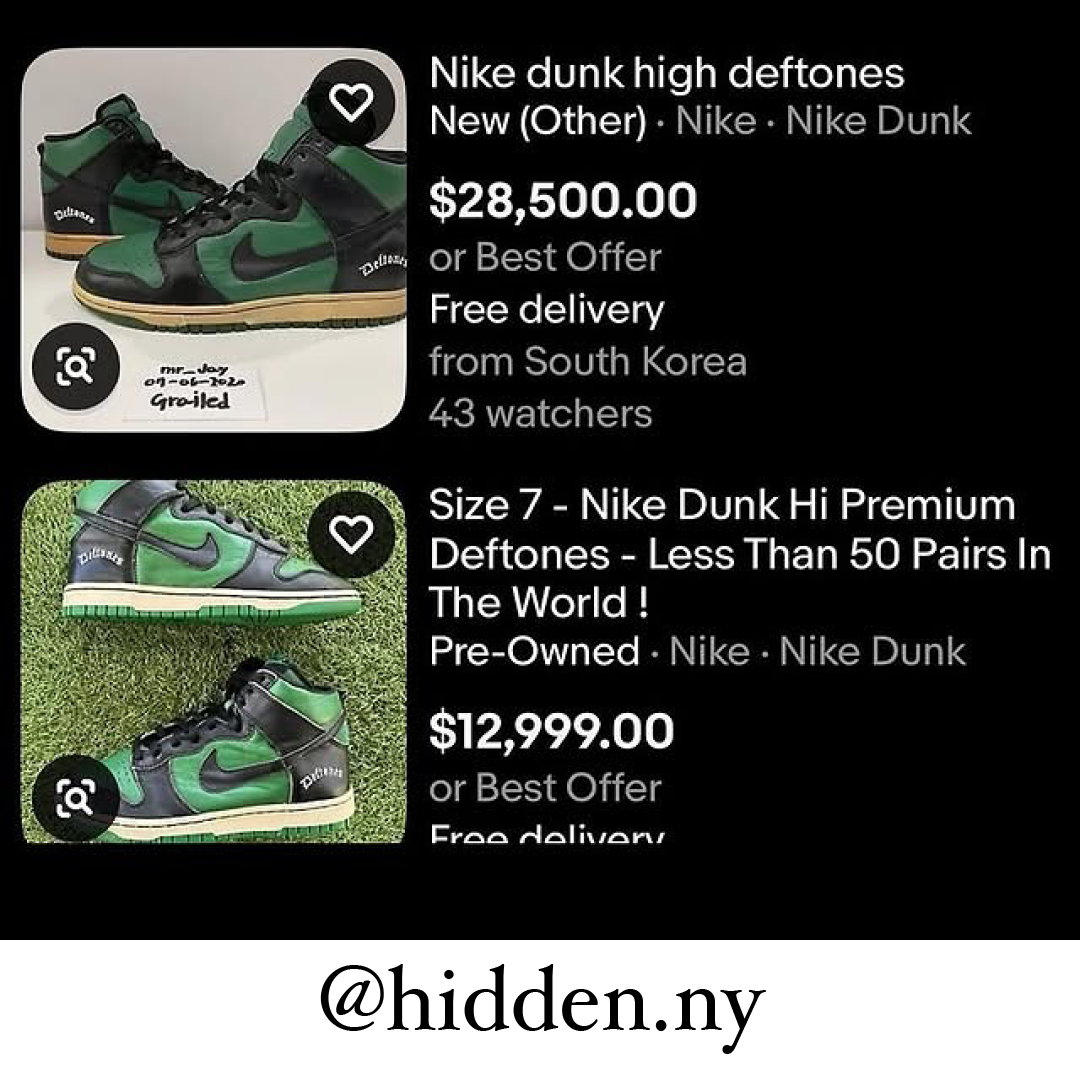 Nike dunk high deftones
New (Other) · Nike · Nike Dunk
$28,500.00
or Best Offer
Free delivery
from South Korea
43 watchers
Deftones
Deftones
mr_Jay
07-06-2020
Grailed
Size 7 - Nike Dunk Hi Premium
Deftones - Less Than 50 Pairs In
The World !
Pre-Owned · Nike · Nike Dunk
$12,999.00
or Best Offer
Free delivery
Deftones
Deftones
@hidden.ny